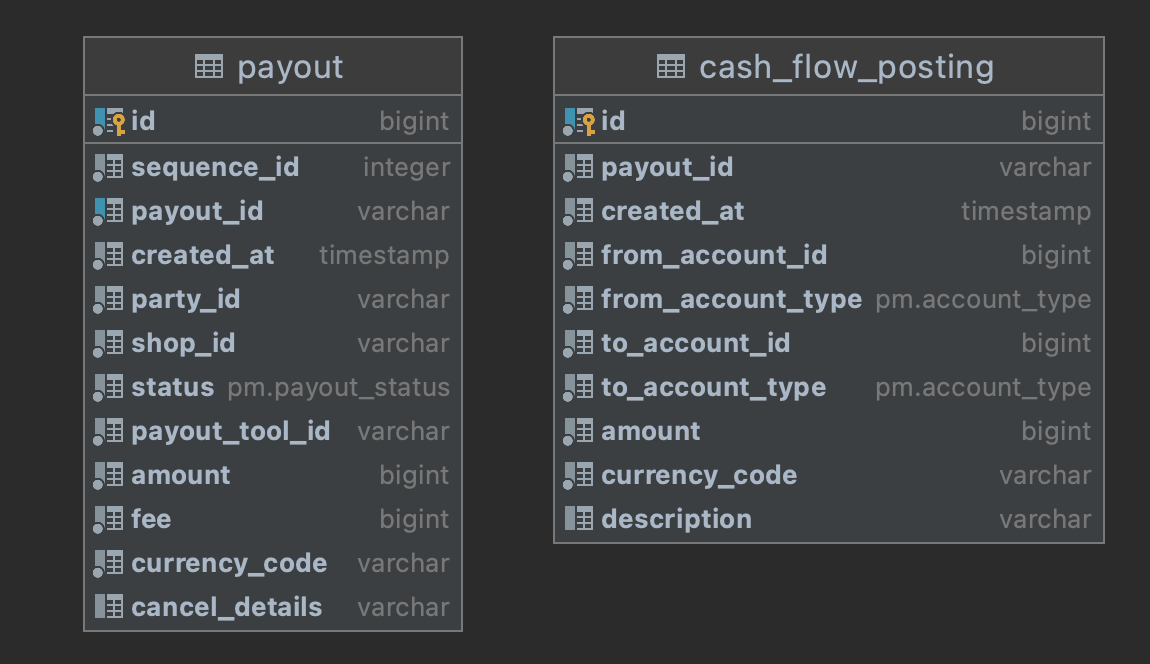 payout
id bigint
sequence_id integer
payout_id varchar
created_at timestamp
party_id varchar
shop_id varchar
status pm.payout_status
payout_tool_id varchar
amount bigint
fee bigint
currency_code varchar
cancel_details varchar
cash_flow_posting
id bigint
payout_id varchar
created_at timestamp
from_account_id bigint
from_account_type pm.account_type
to_account_id bigint
to_account_type pm.account_type
amount bigint
currency_code varchar
description varchar